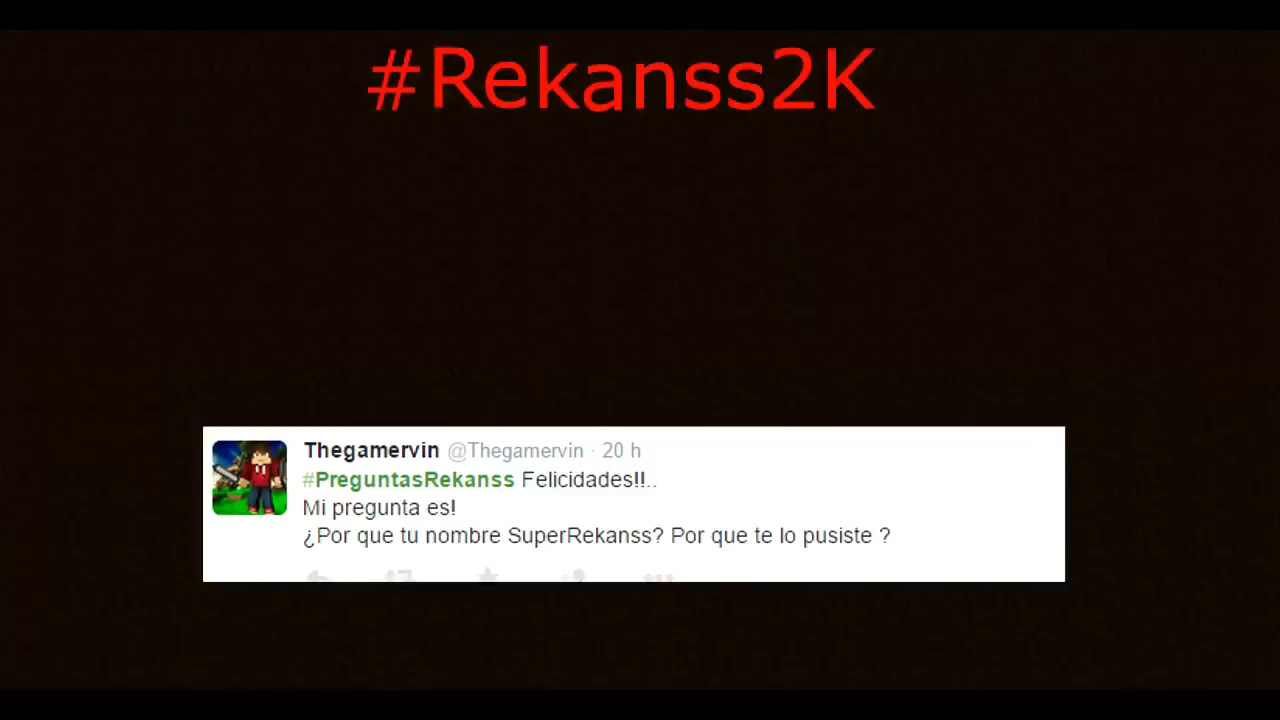 #Rekanss2K
Thegamervin @Thegamervin · 20 h
#PreguntasRekanss Felicidades!!..
Mi pregunta es!
¿Por que tu nombre SuperRekanss? Por que te lo pusiste ?